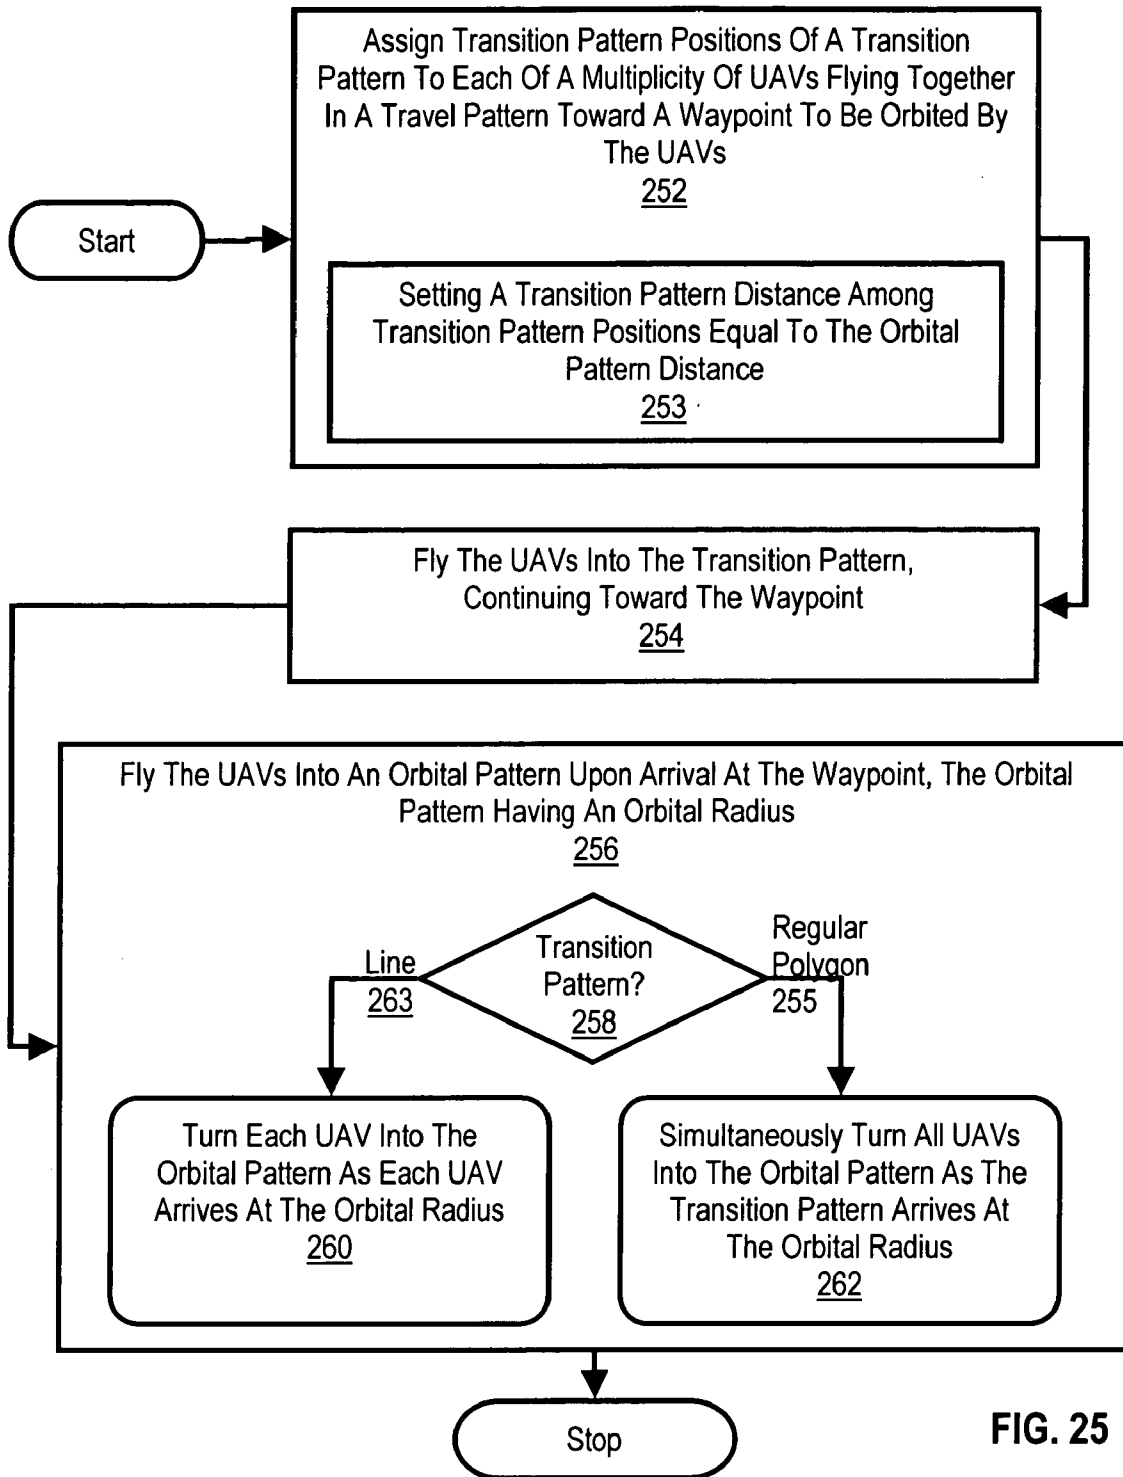 Assign Transition Pattern Positions Of A Transition
Pattern To Each Of A Multiplicity Of UAVs Flying Together
In A Travel Pattern Toward A Waypoint To Be Orbited By
The UAVs
252
Start
Setting A Transition Pattern Distance Among
Transition Pattern Positions Equal To The Orbital
Pattern Distance
253
Fly The UAVs Into The Transition Pattern,
Continuing Toward The Waypoint
254
Fly The UAVs Into An Orbital Pattern Upon Arrival At The Waypoint, The Orbital
Pattern Having An Orbital Radius
256
Transition
Pattern?
258
Line
263
Regular
Polygon
255
Turn Each UAV Into The
Orbital Pattern As Each UAV
Arrives At The Orbital Radius
260
Simultaneously Turn All UAVs
Into The Orbital Pattern As The
Transition Pattern Arrives At
The Orbital Radius
262
Stop
FIG. 25